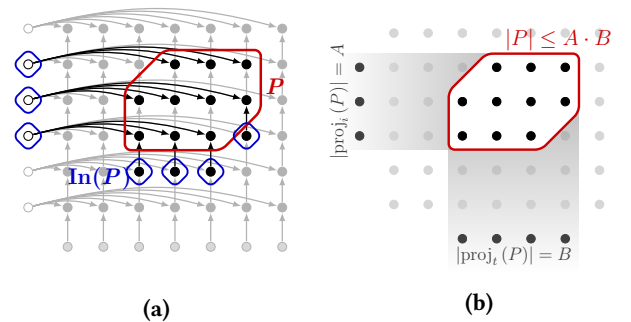 P
In(P)
(a)
|P| ≤ A · B
|proj_i (P)| = A
|proj_t (P)| = B
(b)